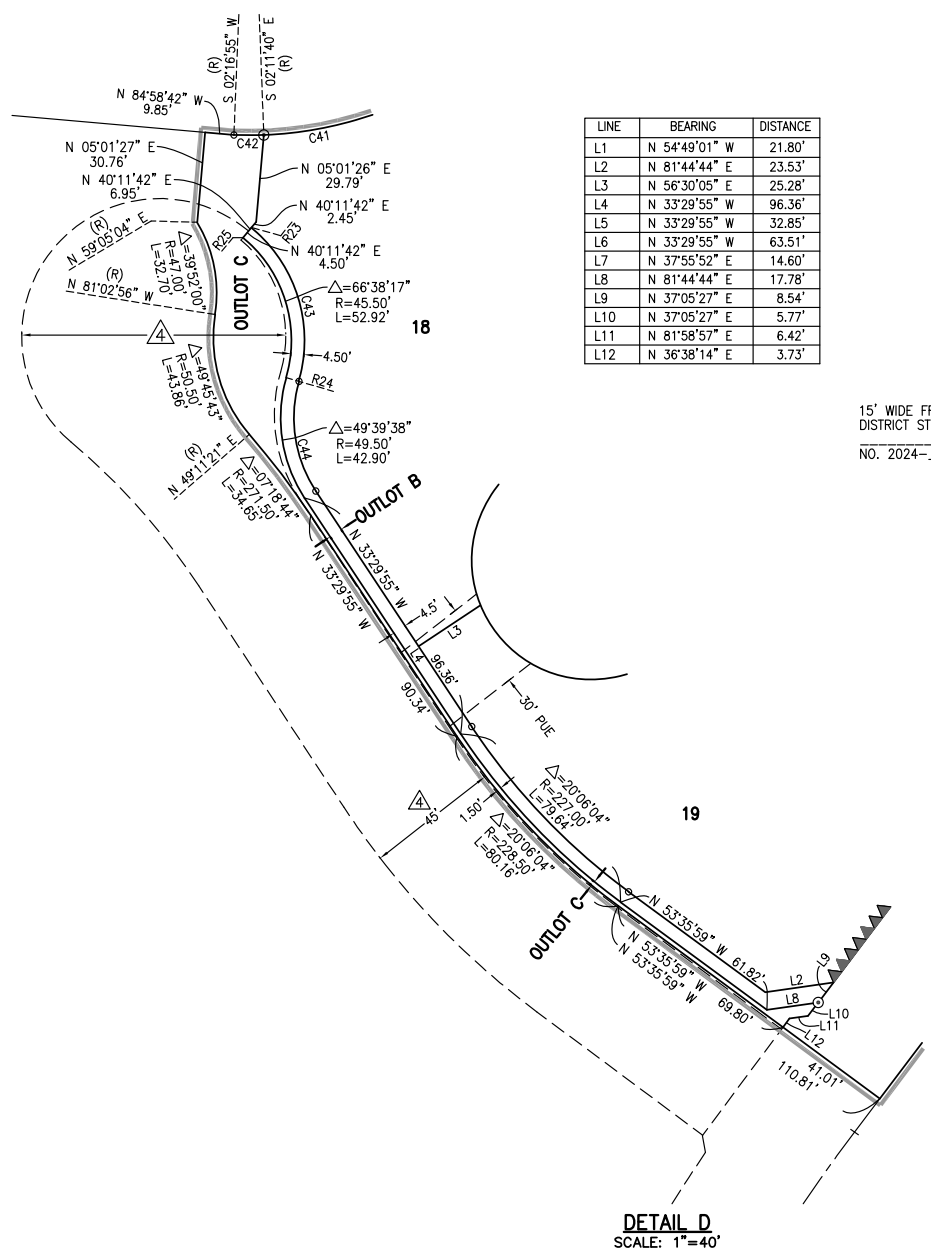 S 02°16'55" W
(R)
S 02°11'40" E
(R)
N 84°58'42" W
9.85'
C42
C41
N 05°01'27" E
30.76'
N 40°11'42" E
6.95'
N 05°01'26" E
29.79'
N 40°11'42" E
2.45'
R23
R25
N 40°11'42" E
4.50'
(R)
N 59°05'04" E
(R)
N 81°02'56" W
△=39°52'00"
R=47.00'
L=32.70'
OUTLOT C
△=66°38'17"
R=45.50'
L=52.92'
C43
18
4
4.50'
R24
△=49°45'43"
R=50.50'
L=43.86'
△=49°39'38"
R=49.50'
L=42.90'
C44
(R)
N 49°11'21" E
△=07°18'44"
R=271.50'
L=34.65'
OUTLOT B
N 33°29'55" W
N 33°29'55" W
4.5'
L3
L4
96.36'
90.34'
30' PUE
4
45'
1.50'
△=20°06'04"
R=227.00'
L=79.64'
△=20°06'04"
R=228.50'
L=80.16'
19
OUTLOT C
N 53°35'59" W 61.82'
N 53°35'59" W
N 53°35'59" W
69.80'
L2
L8
L9
L10
L11
L12
41.01'
110.81'
LINE BEARING DISTANCE
L1 N 54°49'01" W 21.80'
L2 N 81°44'44" E 23.53'
L3 N 56°30'05" E 25.28'
L4 N 33°29'55" W 96.36'
L5 N 33°29'55" W 32.85'
L6 N 33°29'55" W 63.51'
L7 N 37°55'52" E 14.60'
L8 N 81°44'44" E 17.78'
L9 N 37°05'27" E 8.54'
L10 N 37°05'27" E 5.77'
L11 N 81°58'57" E 6.42'
L12 N 36°38'14" E 3.73'
15' WIDE
DISTRICT
NO. 2024-
DETAIL D
SCALE: 1"=40'